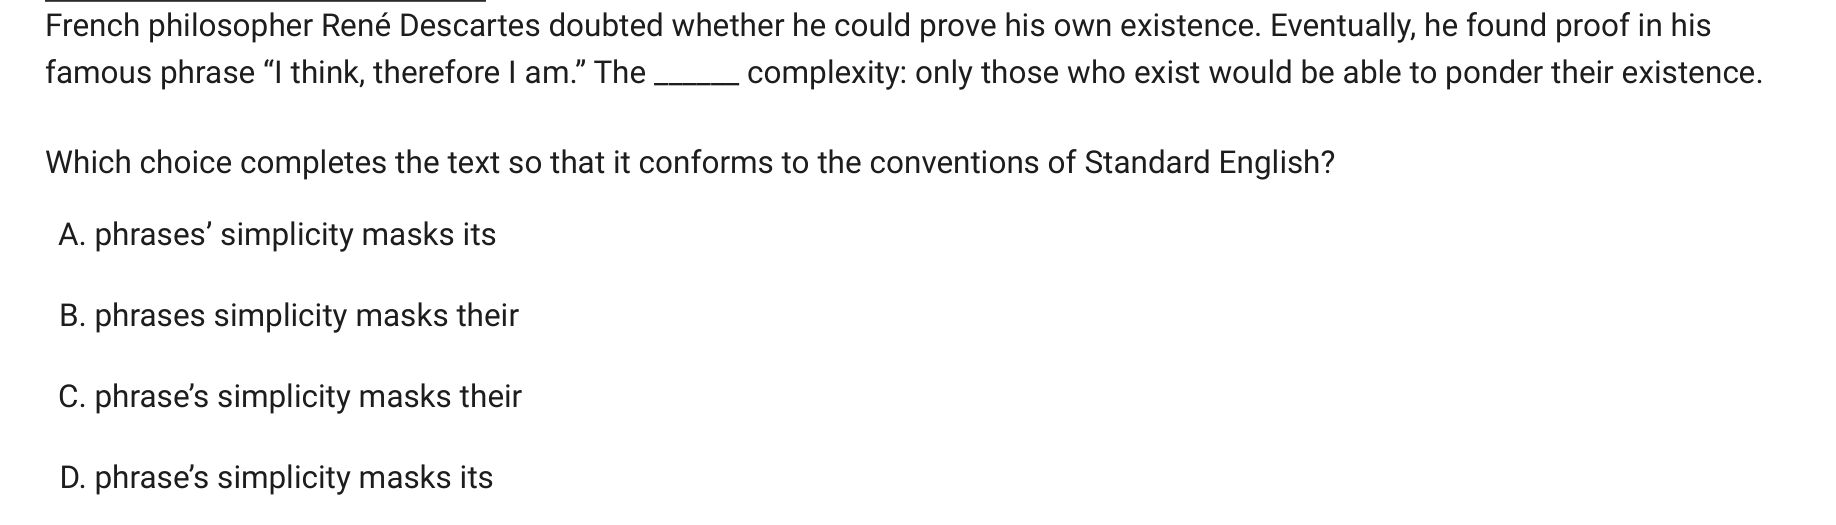 French philosopher René Descartes doubted whether he could prove his own existence. Eventually, he found proof in his
famous phrase “I think, therefore I am.” The ______ complexity: only those who exist would be able to ponder their existence.
Which choice completes the text so that it conforms to the conventions of Standard English?
A. phrases’ simplicity masks its
B. phrases simplicity masks their
C. phrase’s simplicity masks their
D. phrase’s simplicity masks its